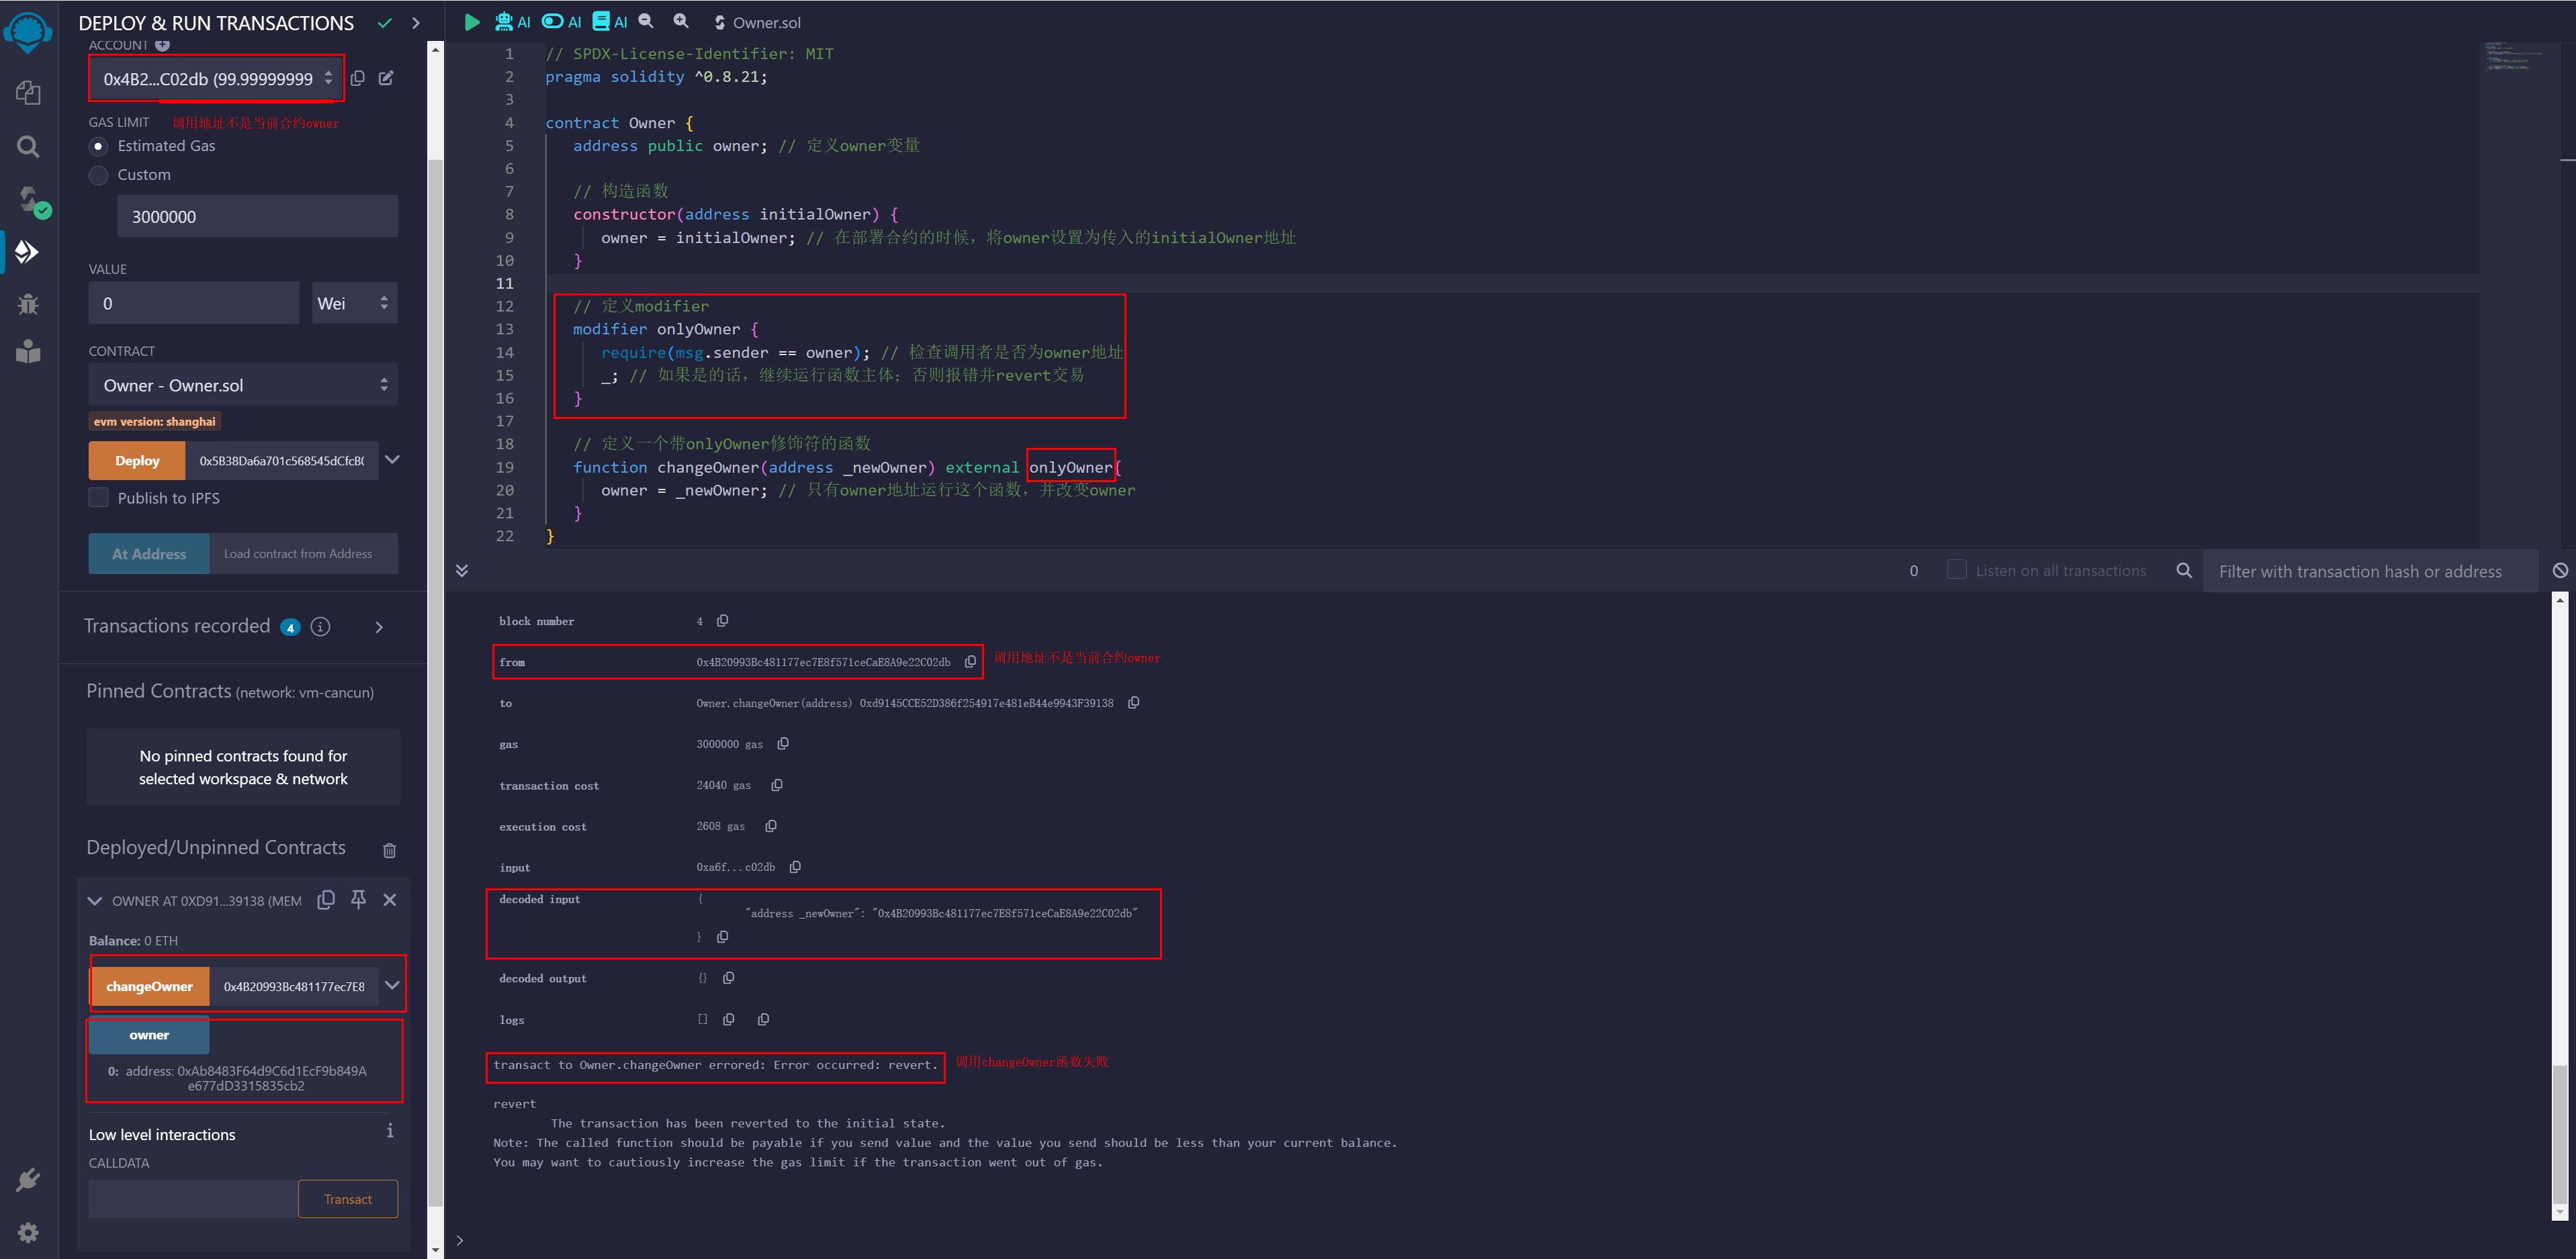 DEPLOY & RUN TRANSACTIONS
ACCOUNT
0x4B2...C02db (99.99999999
GAS LIMIT
调用地址不是当前合约owner
Estimated Gas
Custom
3000000
VALUE
0
Wei
CONTRACT
Owner - Owner.sol
evm version: shanghai
Deploy
0x5B38Da6a701c568545dCfcB(
Publish to IPFS
At Address
Load contract from Address
Transactions recorded 4 i
Pinned Contracts (network: vm-cancun)
No pinned contracts found for
selected workspace & network
Deployed/Unpinned Contracts
OWNER AT 0XD91...39138 (MEM
Balance: 0 ETH
changeOwner
0x4B20993Bc481177ec7E8
owner
0: address: 0xAb8483F64d9C6d1EcF9b849A
e677dD3315835cb2
Low level interactions
i
CALLDATA
Transact
AI
AI
AI
Owner.sol
1 // SPDX-License-Identifier: MIT
2 pragma solidity ^0.8.21;
3
4 contract Owner {
5 address public owner; // 定义owner变量
6
7 // 构造函数
8 constructor(address initialOwner) {
9 owner = initialOwner; // 在部署合约的时候，将owner设置为传入的initialOwner地址
10 }
11
12 // 定义modifier
13 modifier onlyOwner {
14 require(msg.sender == owner); // 检查调用者是否为owner地址
15 _; // 如果是的话，继续运行函数主体；否则报错并revert交易
16 }
17
18 // 定义一个带onlyOwner修饰符的函数
19 function changeOwner(address _newOwner) external onlyOwner{
20 owner = _newOwner; // 只有owner地址运行这个函数，并改变owner
21 }
22 }
0
Listen on all transactions
Filter with transaction hash or address
block number 4
from 0x4B20993Bc481177ec7E8f571ceCaE8A9e22C02db
调用地址不是当前合约owner
to Owner.changeOwner(address) 0xd9145CCE52D386f254917e481eB44e9943F39138
gas 3000000 gas
transaction cost 24040 gas
execution cost 2608 gas
input 0xa6f...c02db
decoded input {
"address _newOwner": "0x4B20993Bc481177ec7E8f571ceCaE8A9e22C02db"
}
decoded output {}
logs []
transact to Owner.changeOwner errored: Error occurred: revert.
调用changeOwner函数失败
revert
The transaction has been reverted to the initial state.
Note: The called function should be payable if you send value and the value you send should be less than your current balance.
You may want to cautiously increase the gas limit if the transaction went out of gas.
>